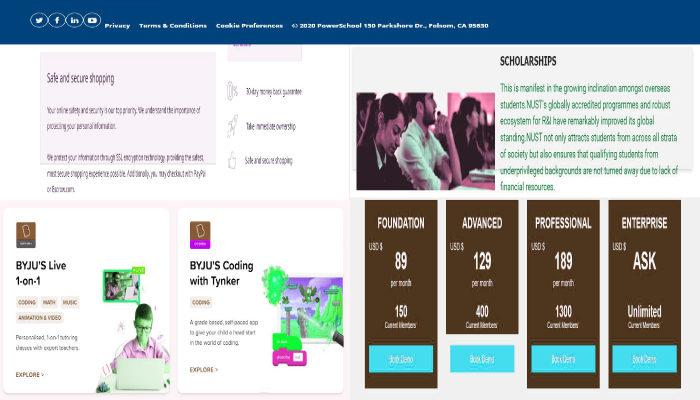 Privacy Terms & Conditions Cookie Preferences © 2020 PowerSchool 150 Parkshore Dr., Folsom, CA 95630
Safe and secure shopping
Your online safety and security is our top priority. We understand the importance of
protecting your personal information.
We protect your information through SSL encryption technology, providing the safest,
most secure shopping experience possible. Additionally, you may checkout with PayPal
or Escrow.com.
0%
30-day money back guarantee
Take immediate ownership
Safe and secure shopping
SCHOLARSHIPS
This is manifest in the growing inclination amongst overseas
students.NUST's globally accredited programmes and robust
ecosystem for R&I have remarkably improved its global
standing.NUST not only attracts students from across all strata
of society but also ensures that qualifying students from
underprivileged backgrounds are not turned away due to lack of
financial resources.
BYJU'S Live
1-on-1
CODING MATH MUSIC
ANIMATION & VIDEO
Personalised, 1-on-1 tutoring
classes with expert teachers.
EXPLORE >
BYJU'S Coding
with Tynker
CODING
A grade based, self-paced app
to give your child a head start
in the world of coding.
EXPLORE >
FOUNDATION
USD $
89
per month
150
Current Members
Book Demo
ADVANCED
USD $
129
per month
400
Current Members
Book Demo
PROFESSIONAL
USD $
189
per month
1300
Current Members
Book Demo
ENTERPRISE
USD $
ASK
Unlimited
Current Members
Book Demo